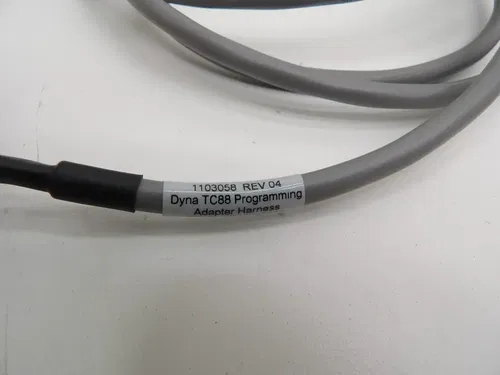 1103058 REV 04
Dyna TC88 Programming
Adapter Harness